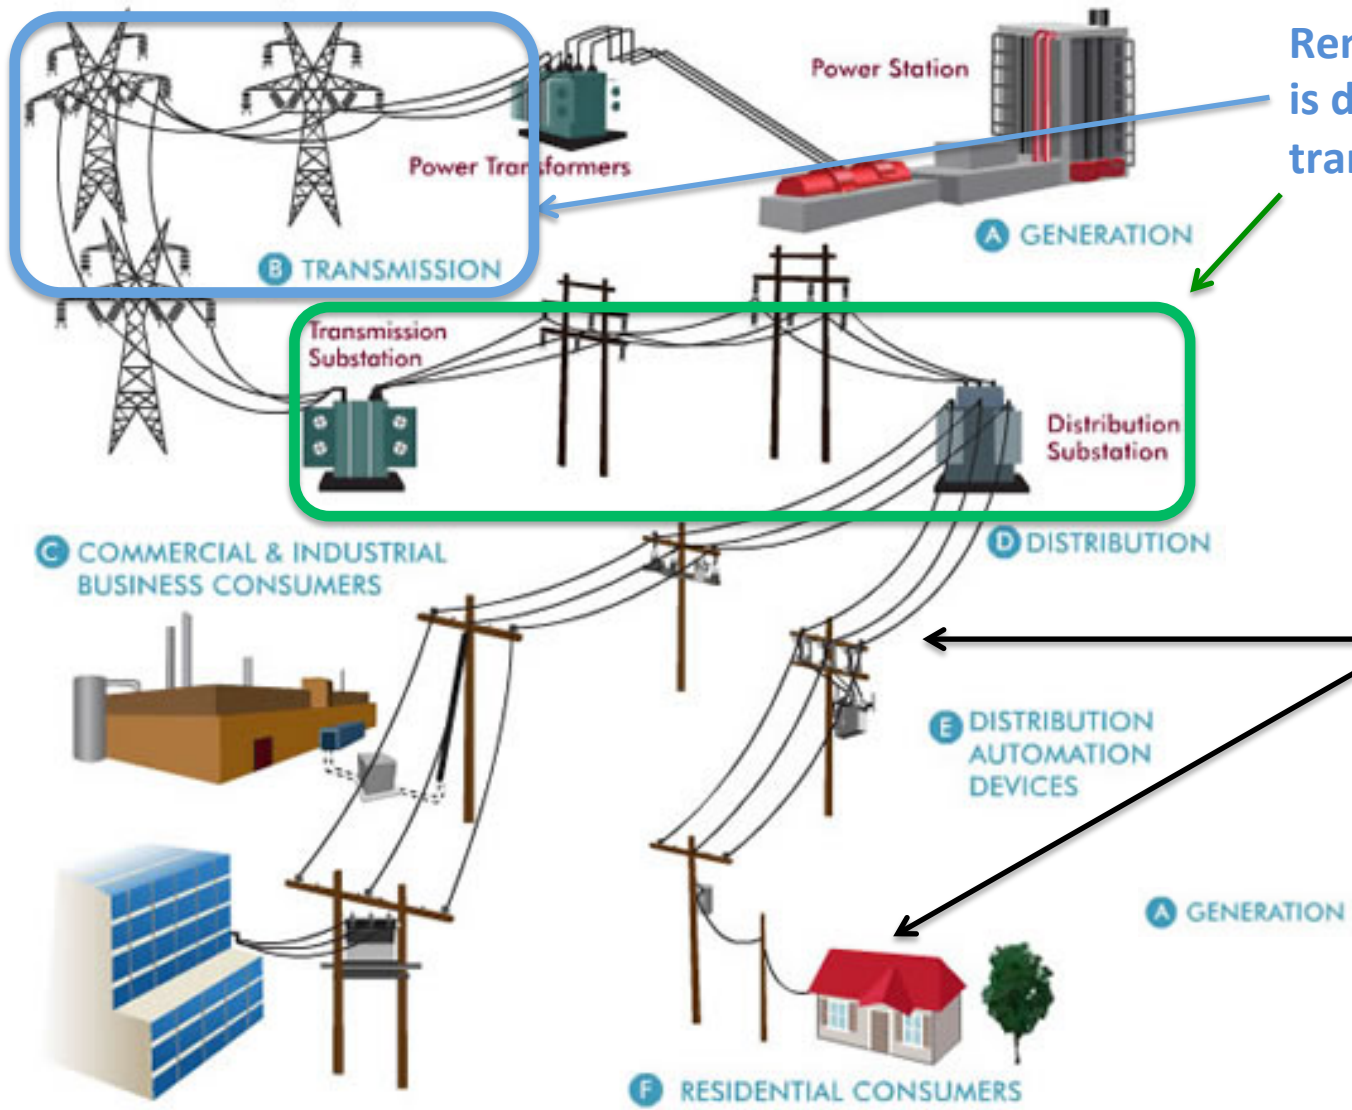 Power Station
Power Transformers
A GENERATION
B TRANSMISSION
is
Transmission
Substation
Distribution
Substation
C COMMERCIAL & INDUSTRIAL
BUSINESS CONSUMERS
D DISTRIBUTION
E DISTRIBUTION
AUTOMATION
DEVICES
A GENERATION
F RESIDENTIAL CONSUMERS